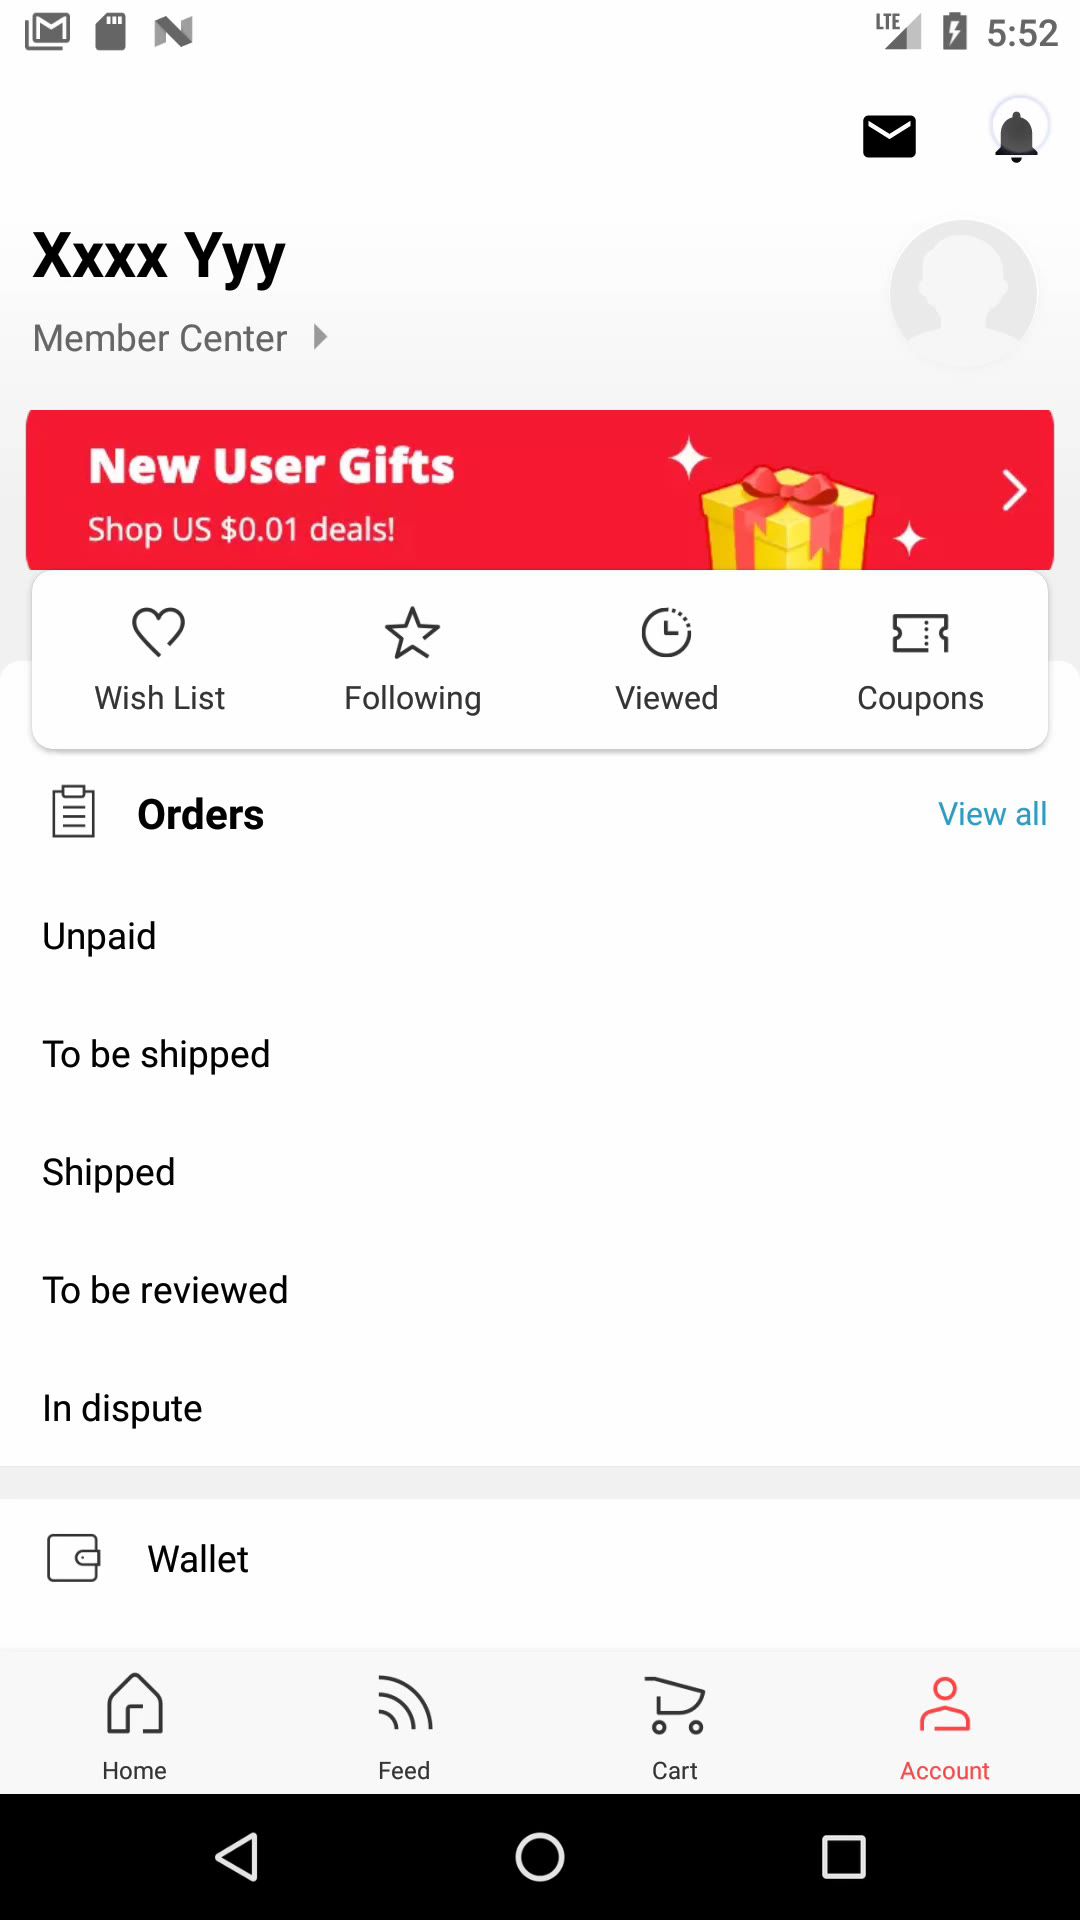 LTE 5:52
Xxxx Yyy
Member Center
New User Gifts
Shop US $0.01 deals!
Wish List Following Viewed Coupons
Orders View all
Unpaid
To be shipped
Shipped
To be reviewed
In dispute
Wallet
Home Feed Cart Account